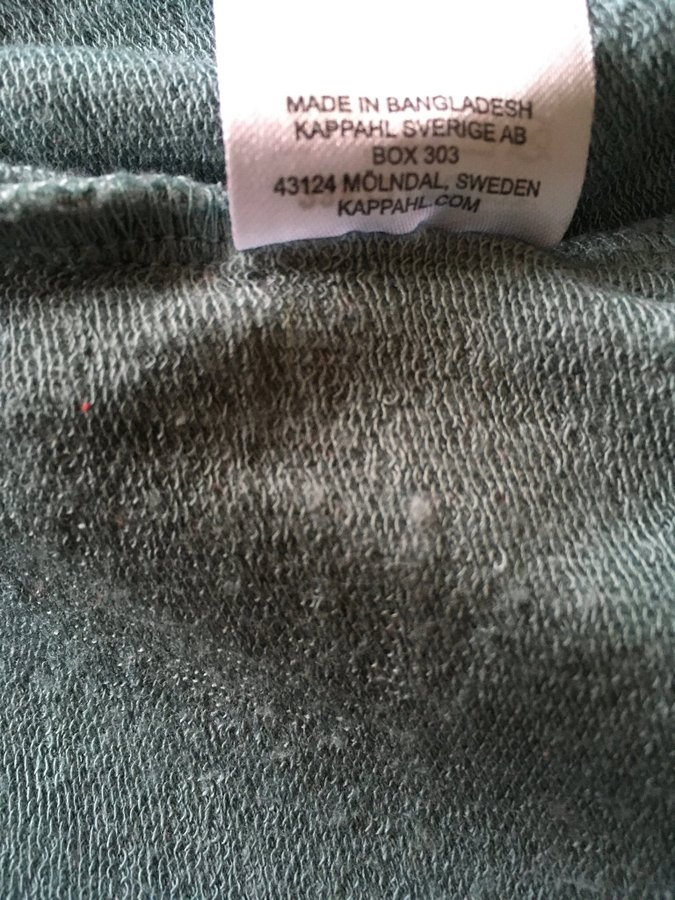 MADE IN BANGLADESH
KAPPAHL SVERIGE AB
BOX 303
43124 MÖLNDAL, SWEDEN
KAPPAHL.COM